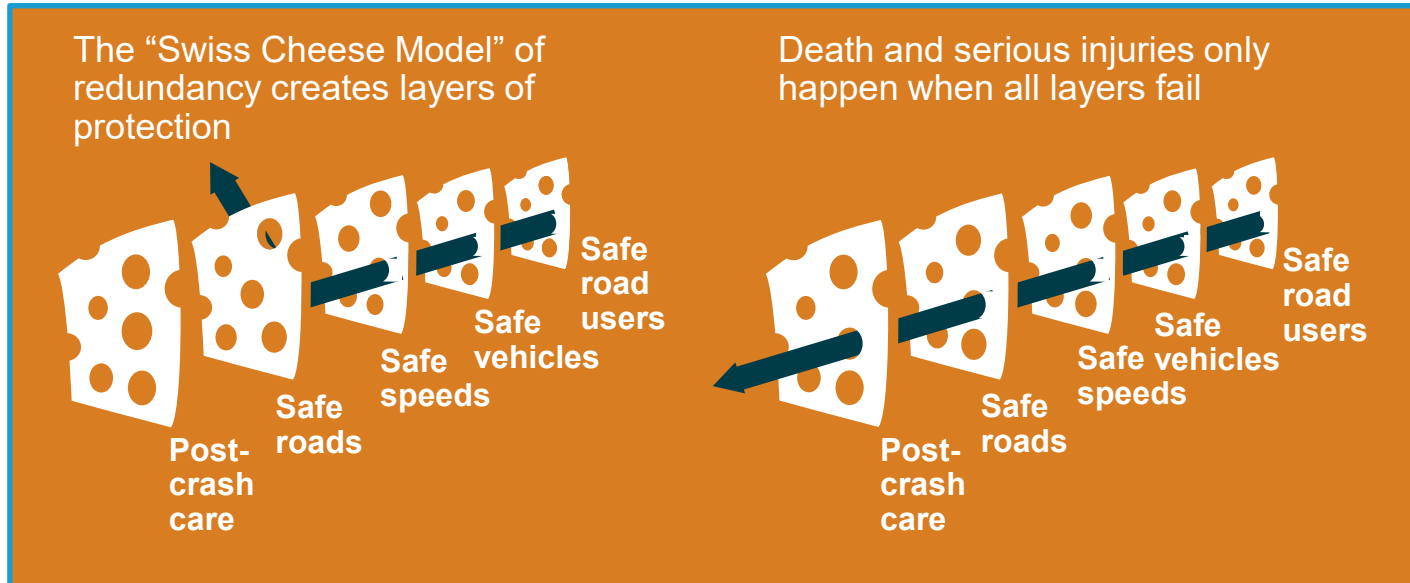 The “Swiss Cheese Model” of
redundancy creates layers of
protection
Safe
road
users
Safe
vehicles
Safe
speeds
Safe
roads
Post-
crash
care
Death and serious injuries only
happen when all layers fail
Safe
road
users
Safe
vehicles
Safe
speeds
Safe
roads
Post-
crash
care